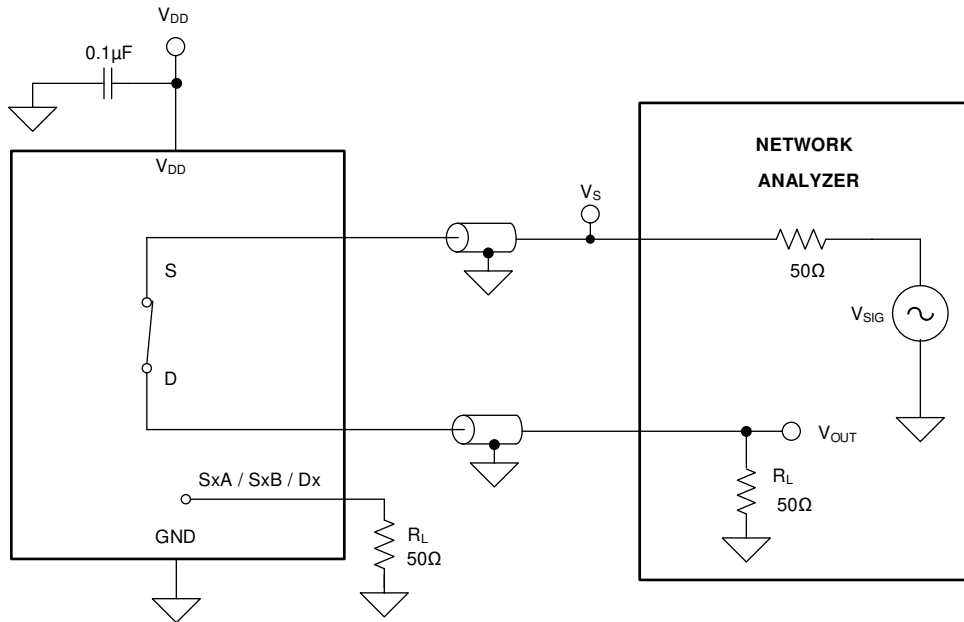 VDD
0.1µF
VDD
NETWORK
ANALYZER
VS
S
50Ω
VSIG
D
VOUT
SxA / SxB / Dx
RL
50Ω
GND
RL
50Ω